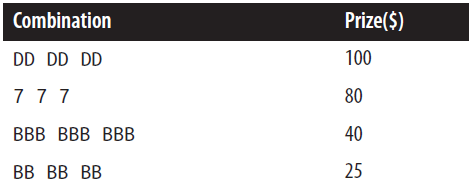 Combination Prize($)
DD DD DD 100
7 7 7 80
BBB BBB BBB 40
BB BB BB 25